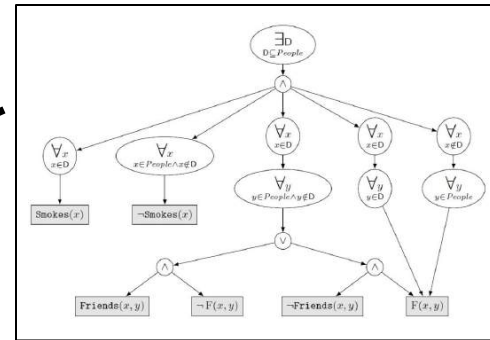 ∃D
D⊆People
∧
∀x
x∈D
∀x
x∈People∧x∉D
∀x
x∈D
∀x
x∈D
∀x
x∉D
Smokes(x)
¬Smokes(x)
∀y
y∈People∧y∉D
∀y
y∈D
∀y
y∈People
∨
∧
∧
Friends(x, y)
¬F(x, y)
¬Friends(x, y)
F(x, y)